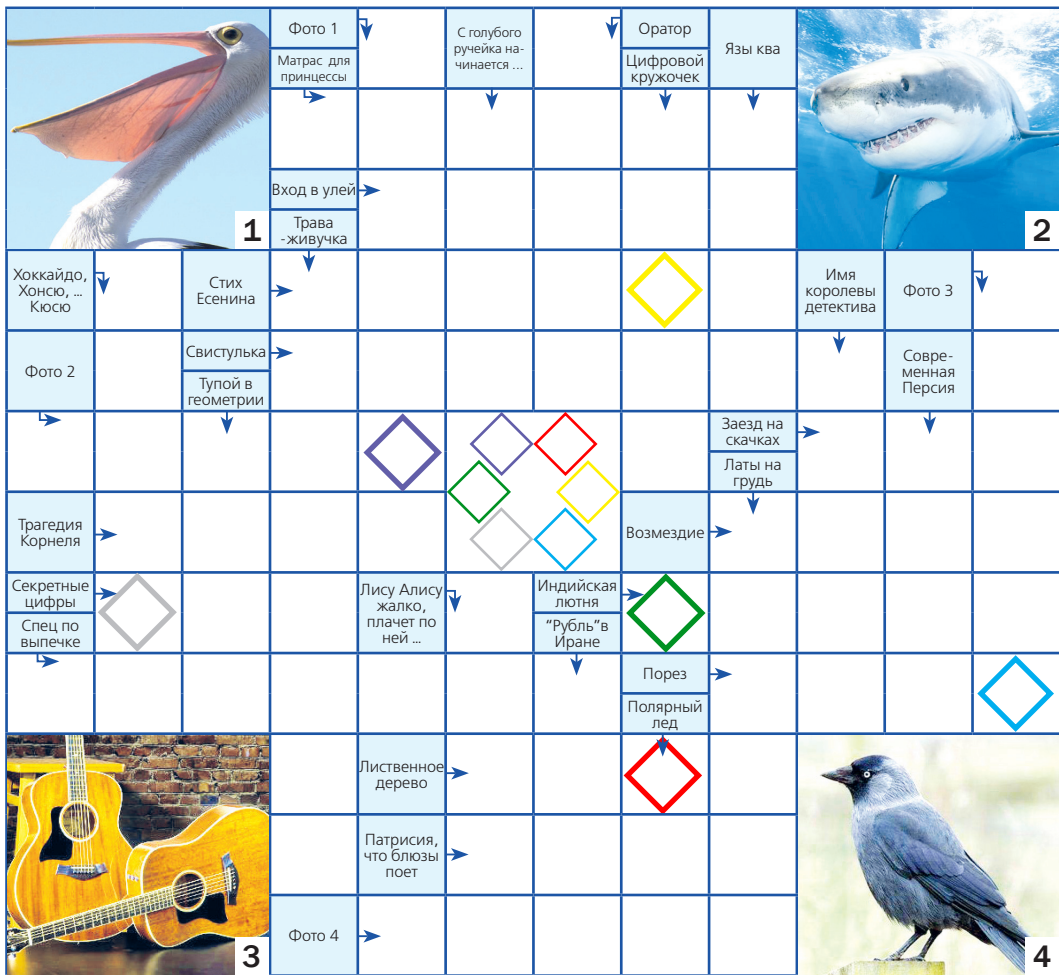 Фото 1
Матрас для
принцессы
С голубого
ручейка на-
чинается ...
Оратор
Цифровой
кружочек
Язы ква
1
2
Вход в улей
Трава
-живучка
Хоккайдо,
Хонсю, ...
Кюсю
Стих
Есенина
Имя
королевы
детектива
Фото 3
Фото 2
Свистулька
Тупой в
геометрии
Совре-
менная
Персия
Заезд на
скачках
Латы на
грудь
Трагедия
Корнеля
Возмездие
Секретные
цифры
Спец по
выпечке
Лису Алису
жалко,
плачет по
ней ...
Индийская
лютня
"Рубль"в
Иране
Порез
Полярный
лед
Лиственное
дерево
Патрисия,
что блюзы
поет
3
Фото 4
4